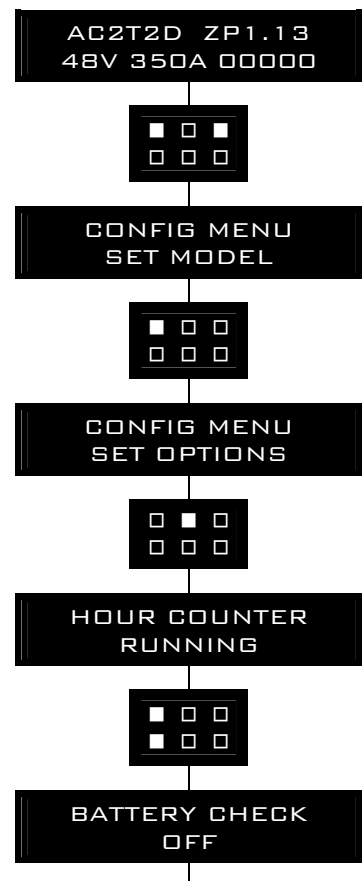 AC2T2D ZP1.13
48V 350A 00000
CONFIG MENU
SET MODEL
CONFIG MENU
SET OPTIONS
HOUR COUNTER
RUNNING
BATTERY CHECK
OFF